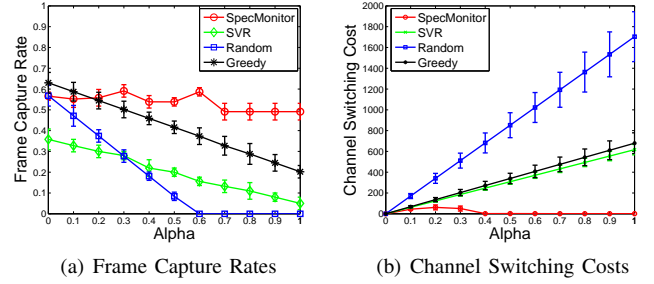 1
0.9
0.8
0.7
0.6
0.5
0.4
0.3
0.2
0.1
0
Frame Capture Rate
SpecMonitor
SVR
Random
Greedy
0 0.1 0.2 0.3 0.4 0.5 0.6 0.7 0.8 0.9 1
Alpha
(a) Frame Capture Rates
2000
1800
1600
1400
1200
1000
800
600
400
200
0
Channel Switching Cost
SpecMonitor
SVR
Random
Greedy
0 0.1 0.2 0.3 0.4 0.5 0.6 0.7 0.8 0.9 1
Alpha
(b) Channel Switching Costs